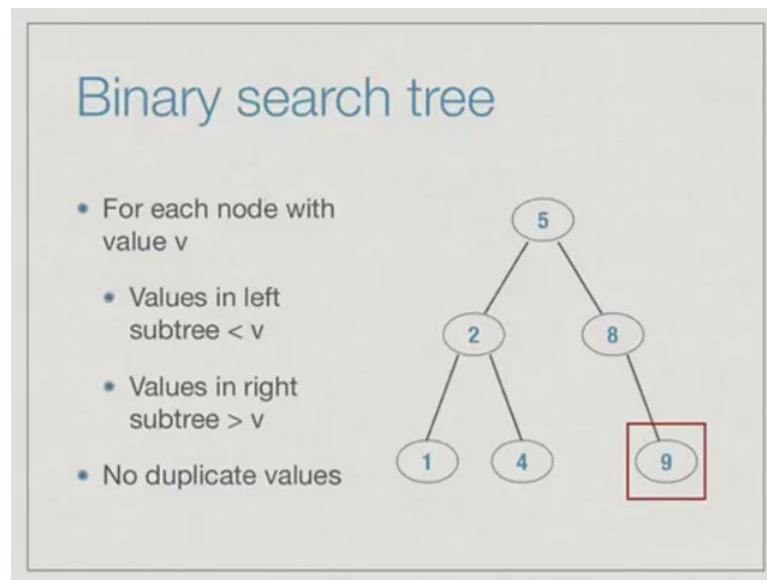 Binary search tree
• For each node with
value v
• Values in left
subtree < v
• Values in right
subtree > v
• No duplicate values
5
2
8
1
4
9